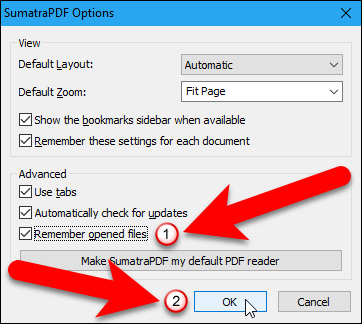 SumatraPDF Options
View
Default Layout: Automatic
Default Zoom: Fit Page
Show the bookmarks sidebar when available
Remember these settings for each document
Advanced
Use tabs
Automatically check for updates
Remember opened files 1
Make SumatraPDF my default PDF reader
2 OK Cancel